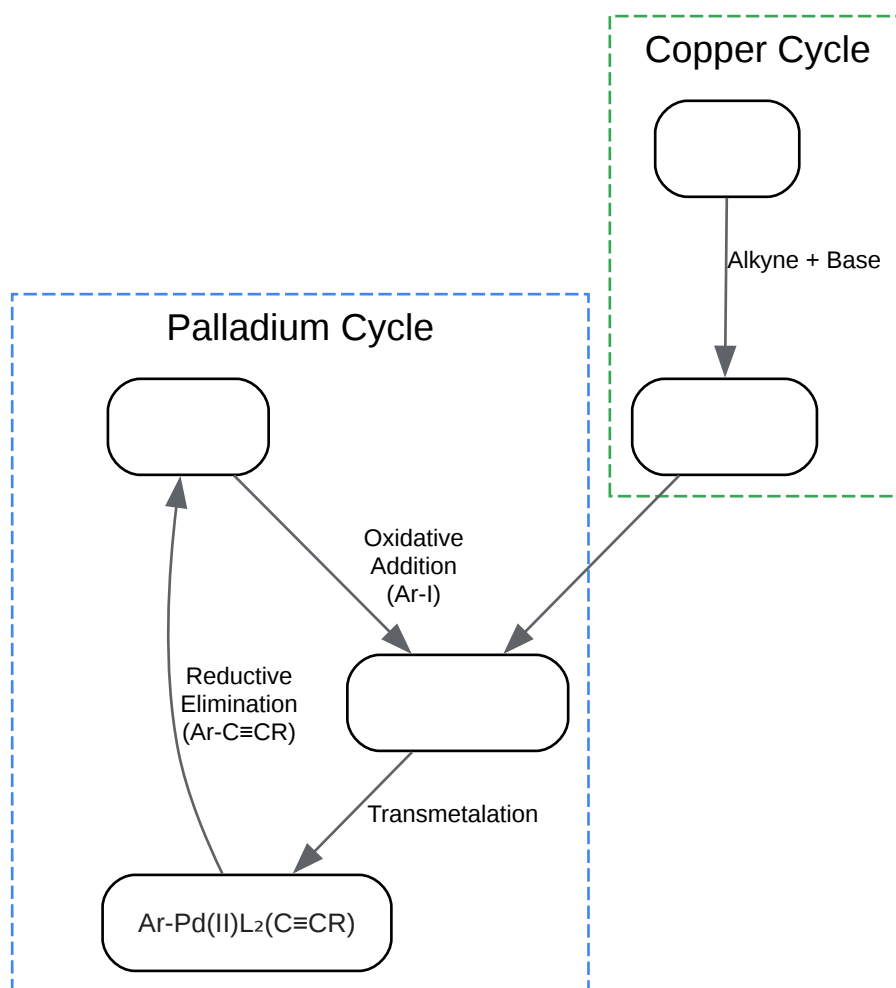 Copper Cycle
Alkyne + Base
Palladium Cycle
Oxidative
Addition
(Ar-I)
Reductive
Elimination
(Ar-C≡CR)
Transmetalation
Ar-Pd(II)L₂(C≡CR)